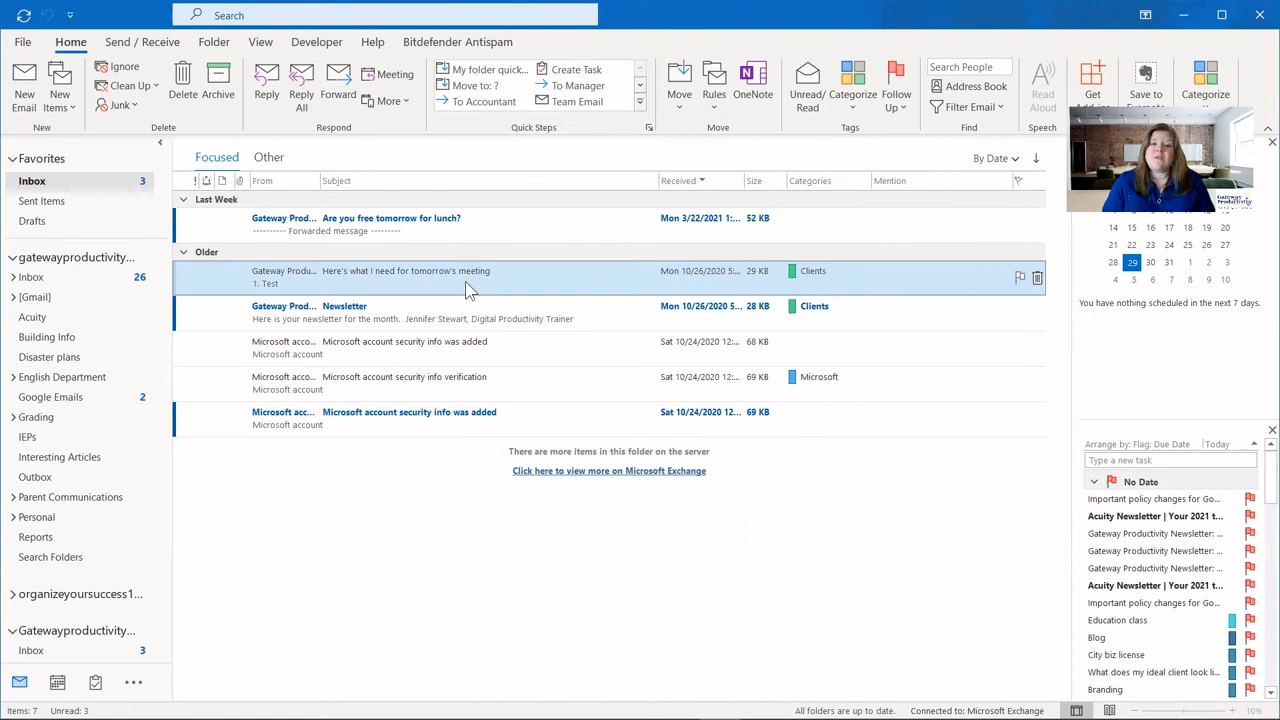 Search
File Home Send / Receive Folder View Developer Help Bitdefender Antispam
New Email
New Items
Ignore
Clean Up
Junk
Delete
Archive
Reply
Reply All
Forward
Meeting
More
My folder quick...
Move to: ?
To Accountant
Create Task
To Manager
Team Email
Move
Rules
OneNote
Unread/ Read
Categorize
Follow Up
Search People
Address Book
Filter Email
Read Aloud
Save to
Categorize
New Delete Respond Quick Steps Move Tags Find Speech
Favorites
Inbox 3
Sent Items
Drafts
gatewayproductivity...
Inbox 26
[Gmail]
Acuity
Building Info
Disaster plans
English Department
Google Emails 2
Grading
IEPs
Interesting Articles
Outbox
Parent Communications
Personal
Reports
Search Folders
organizeyoursuccess1...
Gatewayproductivity...
Inbox 3
Focused Other
By Date
! From Subject Received Size Categories Mention
Last Week
Gateway Prod... Are you free tomorrow for lunch? Mon 3/22/2021 1:... 52 KB
---------- Forwarded message ----------
Older
Gateway Produ... Here's what I need for tomorrow's meeting Mon 10/26/2020 5:... 29 KB Clients
1. Test
Gateway Prod... Newsletter Mon 10/26/2020 5:... 28 KB Clients
Here is your newsletter for the month. Jennifer Stewart, Digital Productivity Trainer
Microsoft acco... Microsoft account security info was added Sat 10/24/2020 12:... 68 KB
Microsoft account
Microsoft acco... Microsoft account security info verification Sat 10/24/2020 12:... 69 KB Microsoft
Microsoft account
Microsoft acc... Microsoft account security info was added Sat 10/24/2020 12... 69 KB
Microsoft account
There are more items in this folder on the server
Click here to view more on Microsoft Exchange
Gateway
Productivity
14 15 16 17 18 19 20
21 22 23 24 25 26 27
28 29 30 31 1 2 3
4 5 6 7 8 9 10
You have nothing scheduled in the next 7 days.
Arrange by: Flag: Due Date Today
Type a new task
No Date
Important policy changes for Go...
Acuity Newsletter | Your 2021 t...
Gateway Productivity Newsletter: ...
Gateway Productivity Newsletter: ...
Gateway Productivity Newsletter: ...
Acuity Newsletter | Your 2021 t...
Important policy changes for Go...
Education class
Blog
City biz license
What does my ideal client look li...
Branding
Items: 7 Unread: 3
All folders are up to date. Connected to: Microsoft Exchange
10%